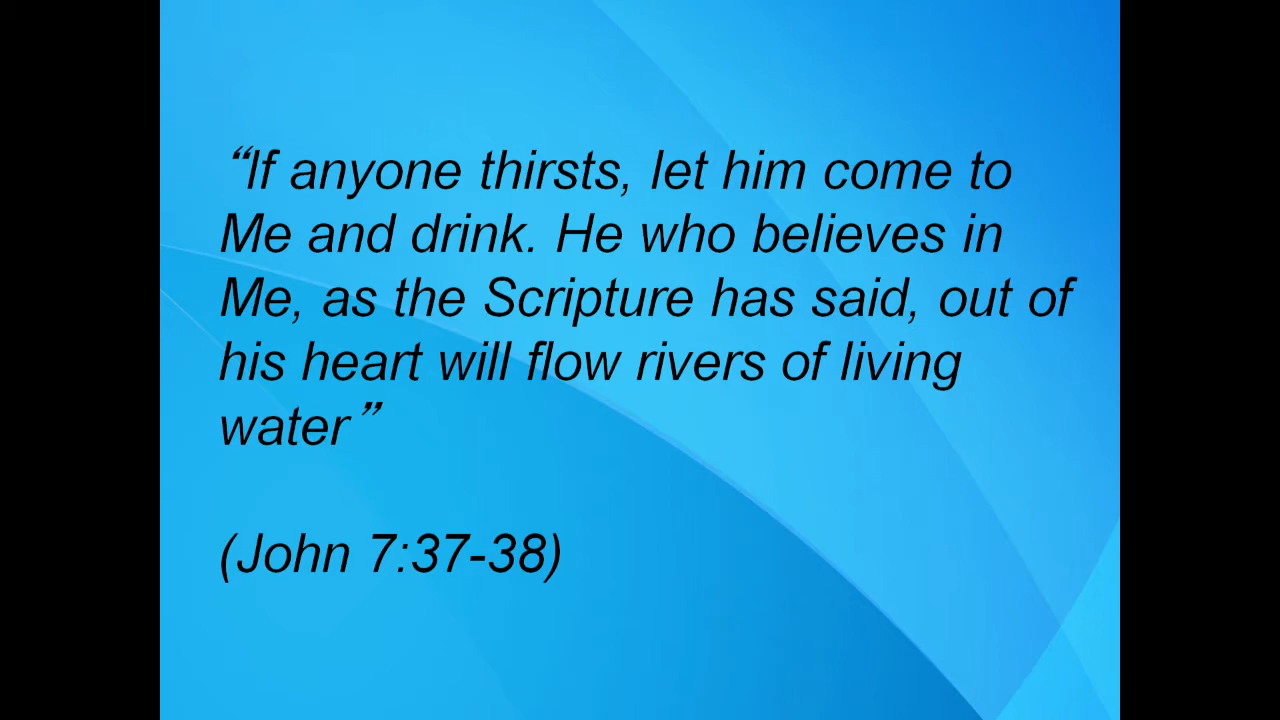 “If anyone thirsts, let him come to
Me and drink. He who believes in
Me, as the Scripture has said, out of
his heart will flow rivers of living
water”
(John 7:37-38)